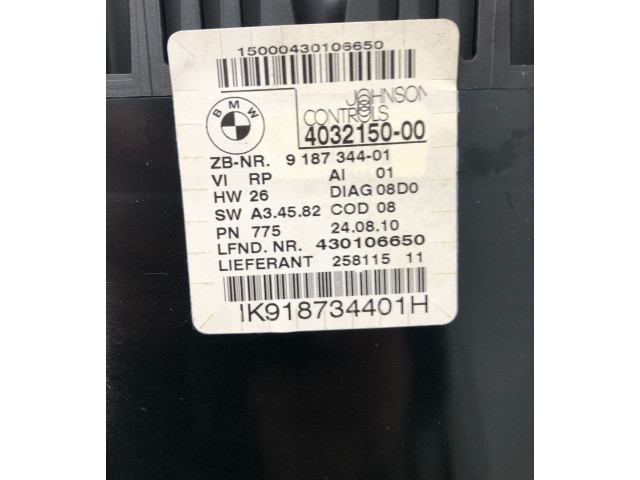 15000430106650
BMW
JOHNSON
CONTROLS
4032150-00
ZB-NR. 9 187 344-01
VI RP AI 01
HW 26 DIAG 08D0
SW A3.45.82 COD 08
PN 775 24.08.10
LFND. NR. 430106650
LIEFERANT 258115 11
IK918734401H